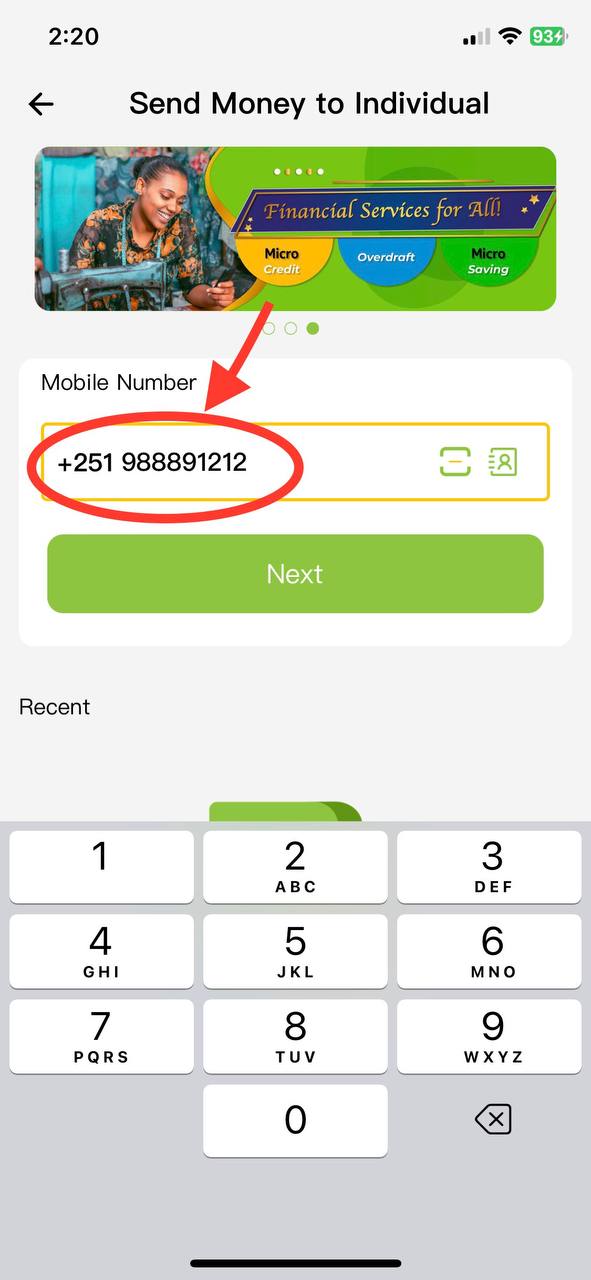 2:20
93
Send Money to Individual
Financial Services for All!
Micro
Credit
Overdraft
Micro
Saving
Mobile Number
+251 988891212
Next
Recent
1
2
ABC
3
DEF
4
GHI
5
JKL
6
MNO
7
PQRS
8
TUV
9
WXYZ
0